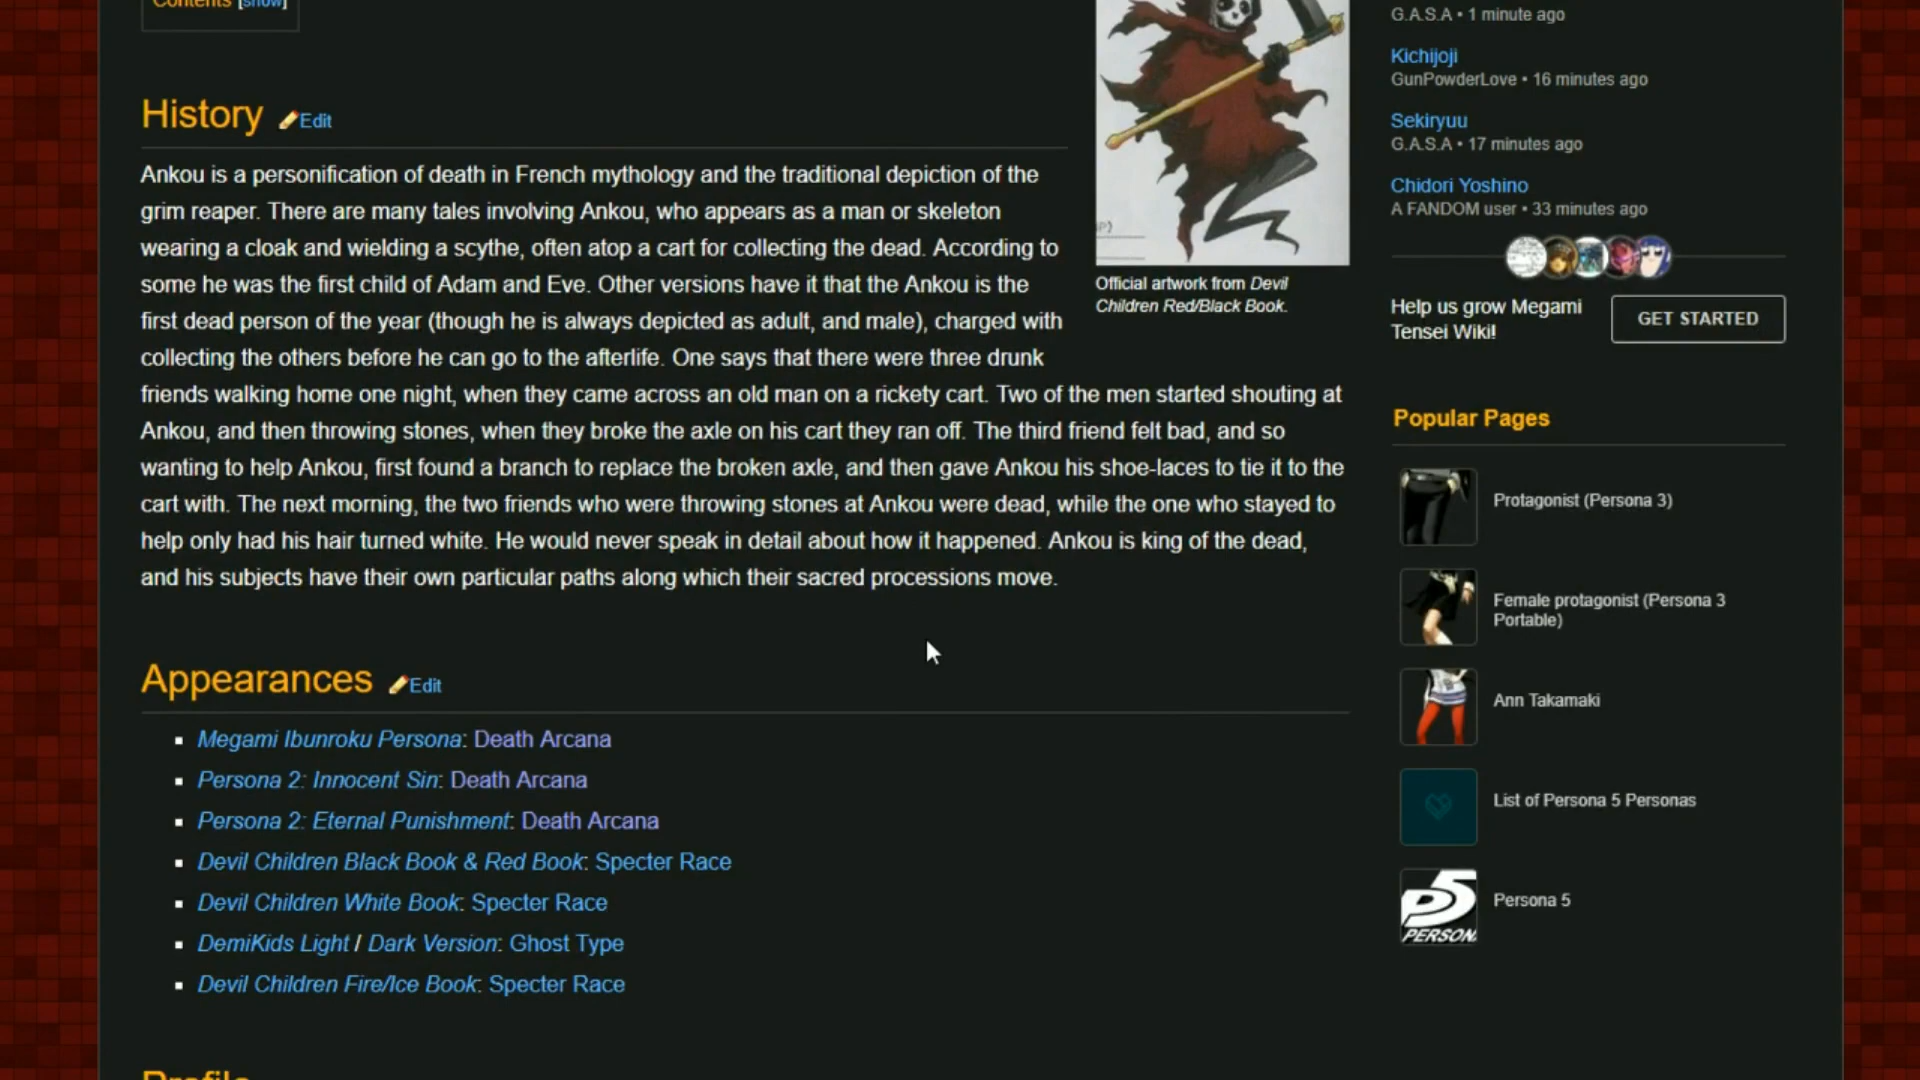 Contents [show]
History Edit
Ankou is a personification of death in French mythology and the traditional depiction of the
grim reaper. There are many tales involving Ankou, who appears as a man or skeleton
wearing a cloak and wielding a scythe, often atop a cart for collecting the dead. According to
some he was the first child of Adam and Eve. Other versions have it that the Ankou is the
first dead person of the year (though he is always depicted as adult, and male), charged with
collecting the others before he can go to the afterlife. One says that there were three drunk
friends walking home one night, when they came across an old man on a rickety cart. Two of the men started shouting at
Ankou, and then throwing stones, when they broke the axle on his cart they ran off. The third friend felt bad, and so
wanting to help Ankou, first found a branch to replace the broken axle, and then gave Ankou his shoe-laces to tie it to the
cart with. The next morning, the two friends who were throwing stones at Ankou were dead, while the one who stayed to
help only had his hair turned white. He would never speak in detail about how it happened. Ankou is king of the dead,
and his subjects have their own particular paths along which their sacred processions move.
Official artwork from Devil
Children Red/Black Book.
Appearances Edit
Megami Ibunroku Persona: Death Arcana
Persona 2: Innocent Sin: Death Arcana
Persona 2: Eternal Punishment: Death Arcana
Devil Children Black Book & Red Book: Specter Race
Devil Children White Book: Specter Race
DemiKids Light / Dark Version: Ghost Type
Devil Children Fire/Ice Book: Specter Race
Profile
G.A.S.A • 1 minute ago
Kichijoji
GunPowderLove • 16 minutes ago
Sekiryuu
G.A.S.A • 17 minutes ago
Chidori Yoshino
A FANDOM user • 33 minutes ago
Help us grow Megami
Tensei Wiki!
GET STARTED
Popular Pages
Protagonist (Persona 3)
Female protagonist (Persona 3
Portable)
Ann Takamaki
List of Persona 5 Personas
P5
PERSON
Persona 5